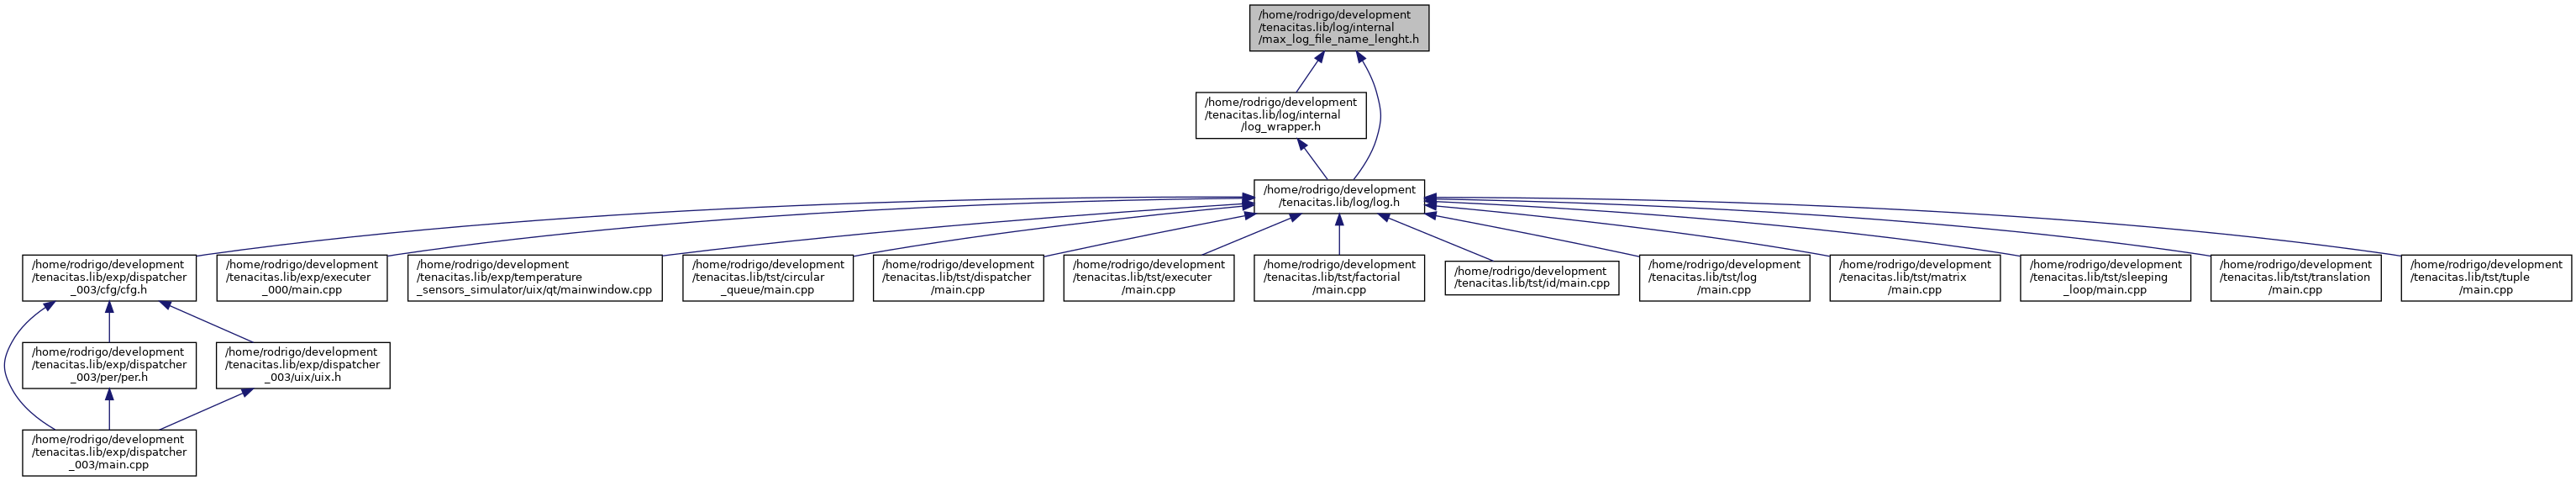 /home/rodrigo/development
/tenacitas.lib/log/internal
/max_log_file_name_lenght.h
/home/rodrigo/development
/tenacitas.lib/log/internal
/log_wrapper.h
/home/rodrigo/development
/tenacitas.lib/log/log.h
/home/rodrigo/development
/tenacitas.lib/exp/dispatcher
_003/cfg/cfg.h
/home/rodrigo/development
/tenacitas.lib/exp/executer
_000/main.cpp
/home/rodrigo/development
/tenacitas.lib/exp/temperature
_sensors_simulator/uix/qt/mainwindow.cpp
/home/rodrigo/development
/tenacitas.lib/tst/circular
_queue/main.cpp
/home/rodrigo/development
/tenacitas.lib/tst/dispatcher
/main.cpp
/home/rodrigo/development
/tenacitas.lib/tst/executer
/main.cpp
/home/rodrigo/development
/tenacitas.lib/tst/factorial
/main.cpp
/home/rodrigo/development
/tenacitas.lib/tst/id/main.cpp
/home/rodrigo/development
/tenacitas.lib/tst/log
/main.cpp
/home/rodrigo/development
/tenacitas.lib/tst/matrix
/main.cpp
/home/rodrigo/development
/tenacitas.lib/tst/sleeping
_loop/main.cpp
/home/rodrigo/development
/tenacitas.lib/tst/translation
/main.cpp
/home/rodrigo/development
/tenacitas.lib/tst/tuple
/main.cpp
/home/rodrigo/development
/tenacitas.lib/exp/dispatcher
_003/per/per.h
/home/rodrigo/development
/tenacitas.lib/exp/dispatcher
_003/uix/uix.h
/home/rodrigo/development
/tenacitas.lib/exp/dispatcher
_003/main.cpp